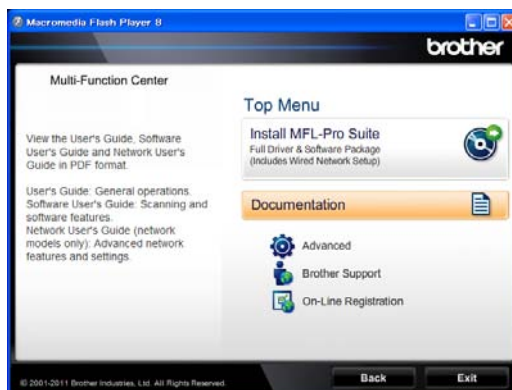 Macromedia Flash Player 8
brother
Multi-Function Center
View the User's Guide, Software
User's Guide and Network User's
Guide in PDF format.
User's Guide: General operations.
Software User's Guide: Scanning and
software features.
Network User's Guide (network
models only): Advanced network
features and settings.
Top Menu
Install MFL-Pro Suite
Full Driver & Software Package
(Includes Wired Network Setup)
Documentation
Advanced
Brother Support
On-Line Registration
© 2001-2011 Brother Industries, Ltd. All Rights Reserved.
Back
Exit